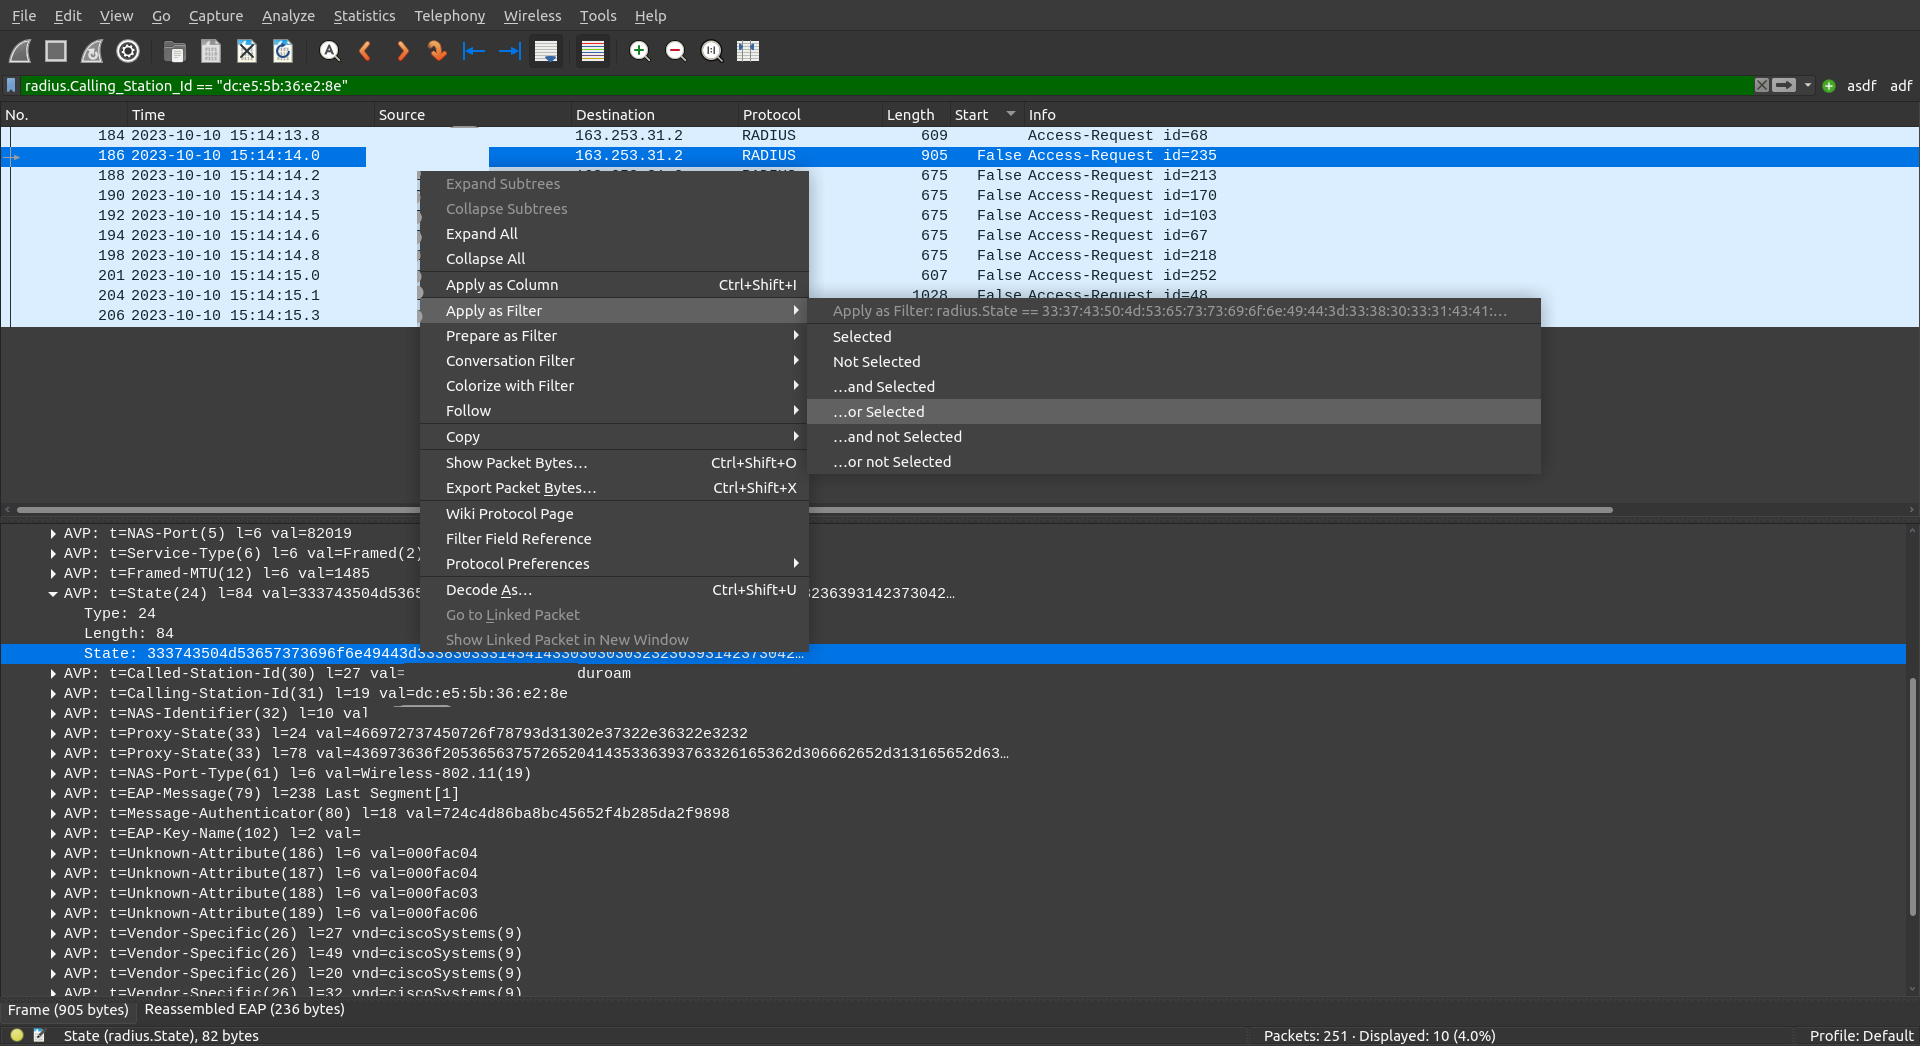 File Edit View Go Capture Analyze Statistics Telephony Wireless Tools Help
radius.Calling_Station_Id == "dc:e5:5b:36:e2:8e" asdf adf
No. Time Source Destination Protocol Length Start Info
184 2023-10-10 15:14:13.8 163.253.31.2 RADIUS 609 Access-Request id=68
186 2023-10-10 15:14:14.0 163.253.31.2 RADIUS 905 False Access-Request id=235
188 2023-10-10 15:14:14.2 675 False Access-Request id=213
190 2023-10-10 15:14:14.3 675 False Access-Request id=170
192 2023-10-10 15:14:14.5 675 False Access-Request id=103
194 2023-10-10 15:14:14.6 675 False Access-Request id=67
198 2023-10-10 15:14:14.8 675 False Access-Request id=218
201 2023-10-10 15:14:15.0 607 False Access-Request id=252
204 2023-10-10 15:14:15.1 1028 False Access-Request id=48
206 2023-10-10 15:14:15.3
Expand Subtrees
Collapse Subtrees
Expand All
Collapse All
Apply as Column Ctrl+Shift+I
Apply as Filter
Prepare as Filter
Conversation Filter
Colorize with Filter
Follow
Copy
Show Packet Bytes… Ctrl+Shift+O
Export Packet Bytes… Ctrl+Shift+X
Wiki Protocol Page
Filter Field Reference
Protocol Preferences
Decode As… Ctrl+Shift+U
Go to Linked Packet
Show Linked Packet in New Window
Apply as Filter: radius.State == 33:37:43:50:4d:53:65:73:73:69:6f:6e:49:44:3d:33:38:30:33:31:43:41:…
Selected
Not Selected
…and Selected
…or Selected
…and not Selected
…or not Selected
AVP: t=NAS-Port(5) l=6 val=82019
AVP: t=Service-Type(6) l=6 val=Framed(2)
AVP: t=Framed-MTU(12) l=6 val=1485
AVP: t=State(24) l=84 val=333743504d5365 236393142373042…
Type: 24
Length: 84
State: 333743504d53657373696f6e49443d33383033314341433030303032323639314237304​2…
AVP: t=Called-Station-Id(30) l=27 val= duroam
AVP: t=Calling-Station-Id(31) l=19 val=dc:e5:5b:36:e2:8e
AVP: t=NAS-Identifier(32) l=10 val
AVP: t=Proxy-State(33) l=24 val=466972737450726f78793d31302e37322e36322e3232
AVP: t=Proxy-State(33) l=78 val=436973636f205365637572652041435336393763326165362d306662652d313165652d63…
AVP: t=NAS-Port-Type(61) l=6 val=Wireless-802.11(19)
AVP: t=EAP-Message(79) l=238 Last Segment[1]
AVP: t=Message-Authenticator(80) l=18 val=724c4d86ba8bc45652f4b285da2f9898
AVP: t=EAP-Key-Name(102) l=2 val=
AVP: t=Unknown-Attribute(186) l=6 val=000fac04
AVP: t=Unknown-Attribute(187) l=6 val=000fac04
AVP: t=Unknown-Attribute(188) l=6 val=000fac03
AVP: t=Unknown-Attribute(189) l=6 val=000fac06
AVP: t=Vendor-Specific(26) l=27 vnd=ciscoSystems(9)
AVP: t=Vendor-Specific(26) l=49 vnd=ciscoSystems(9)
AVP: t=Vendor-Specific(26) l=20 vnd=ciscoSystems(9)
AVP: t=Vendor-Specific(26) l=32 vnd=ciscoSystems(9)
Frame (905 bytes) Reassembled EAP (236 bytes)
State (radius.State), 82 bytes Packets: 251 · Displayed: 10 (4.0%) Profile: Default